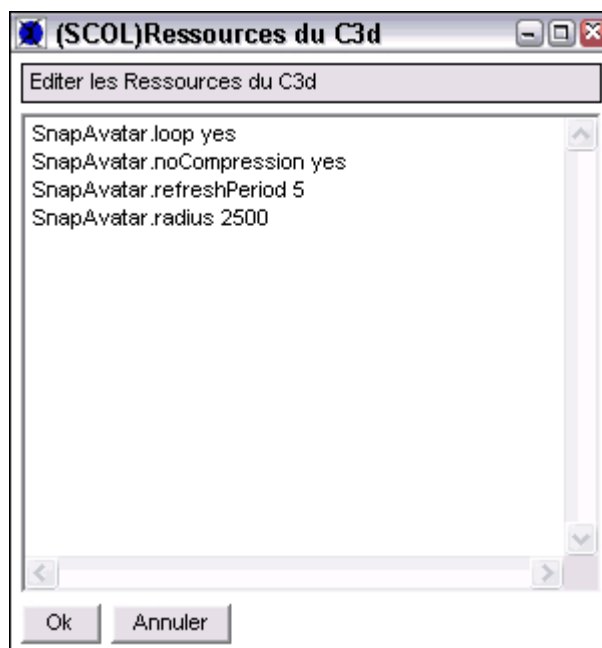 (SCOL)Ressources du C3d
Editer les Ressources du C3d
SnapAvatar.loop yes
SnapAvatar.noCompression yes
SnapAvatar.refreshPeriod 5
SnapAvatar.radius 2500
Ok Annuler